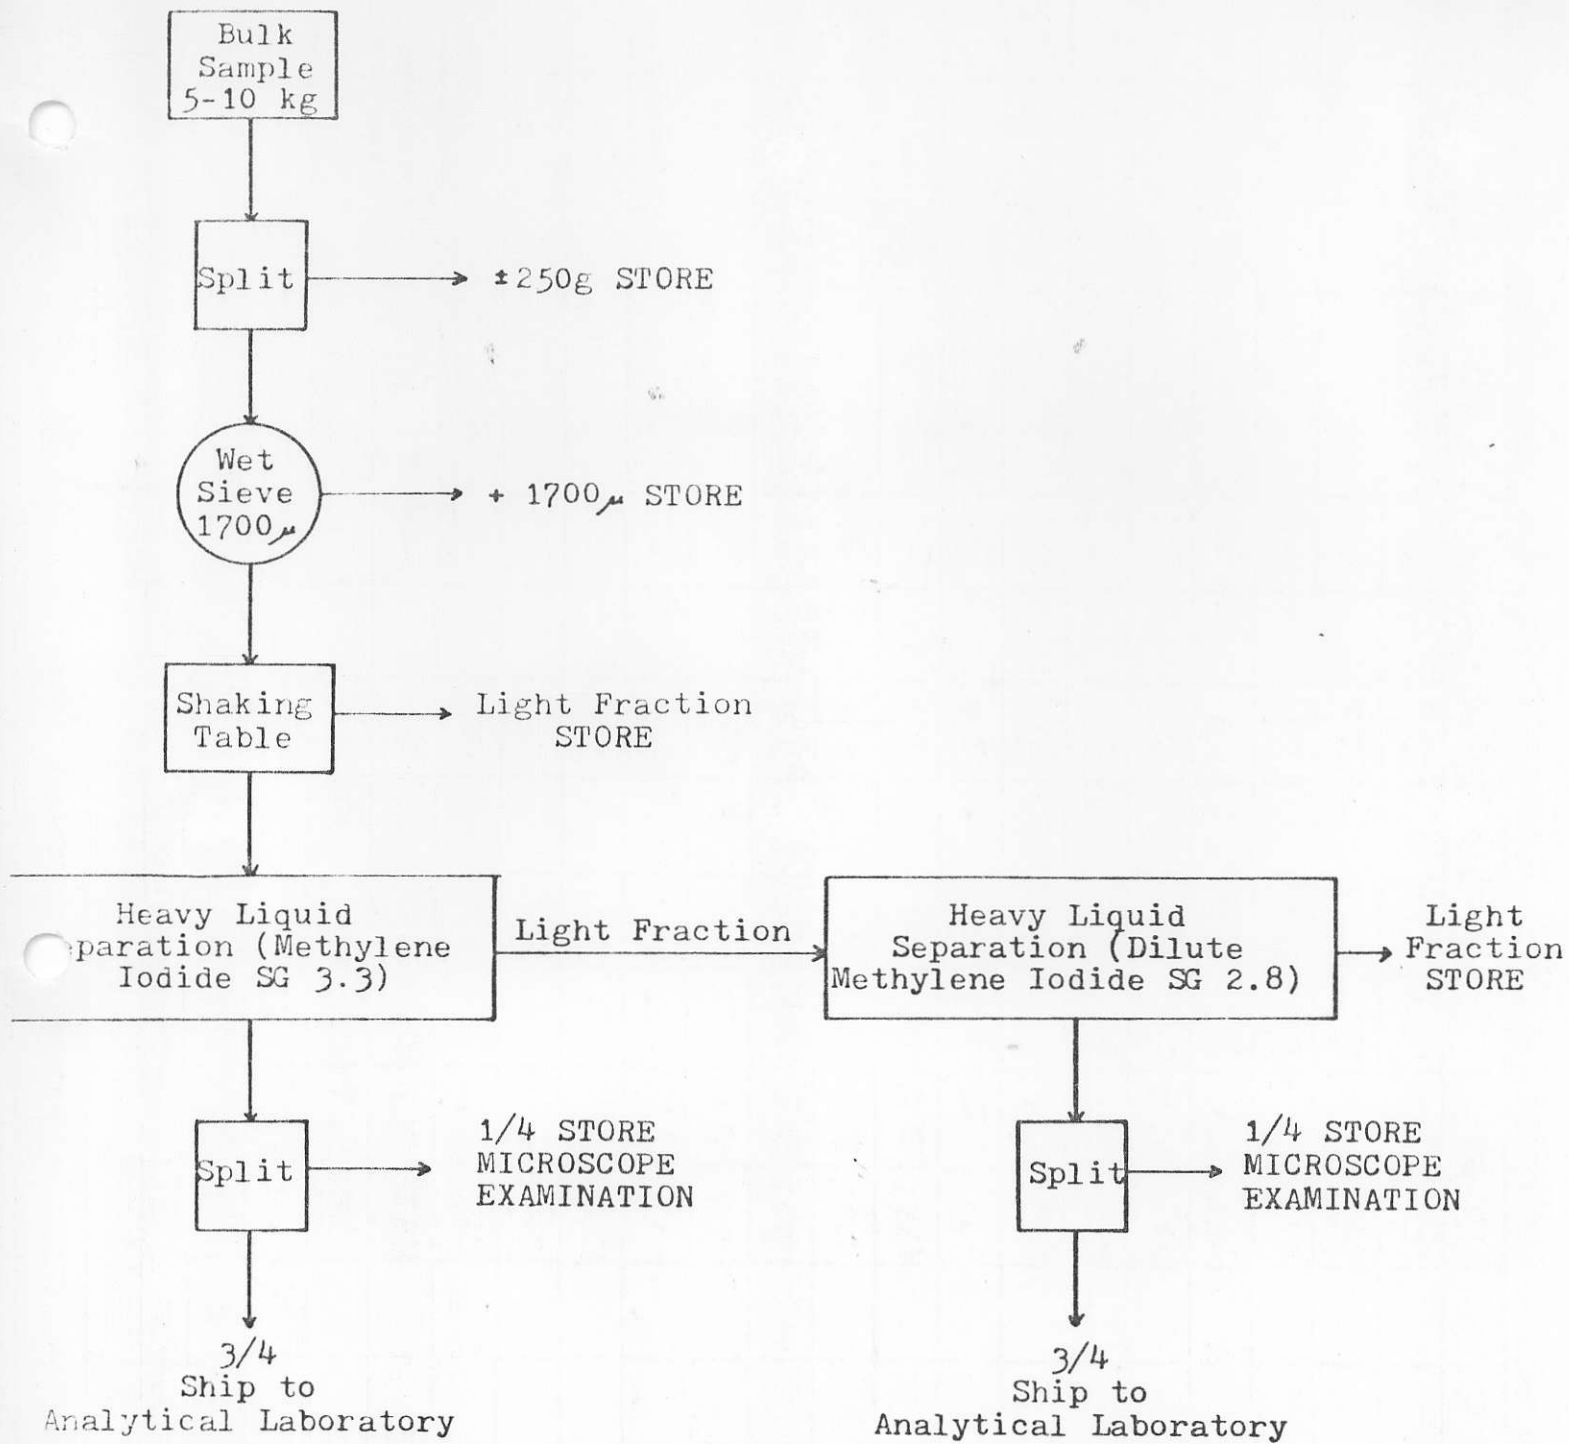 Bulk
Sample
5-10 kg
Split
±250g STORE
Wet
Sieve
1700μ
+ 1700μ STORE
Shaking
Table
Light Fraction
STORE
Heavy Liquid
paration (Methylene
Iodide SG 3.3)
Light Fraction
Heavy Liquid
Separation (Dilute
Methylene Iodide SG 2.8)
Light
Fraction
STORE
Split
1/4 STORE
MICROSCOPE
EXAMINATION
Split
1/4 STORE
MICROSCOPE
EXAMINATION
3/4
Ship to
Analytical Laboratory
3/4
Ship to
Analytical Laboratory